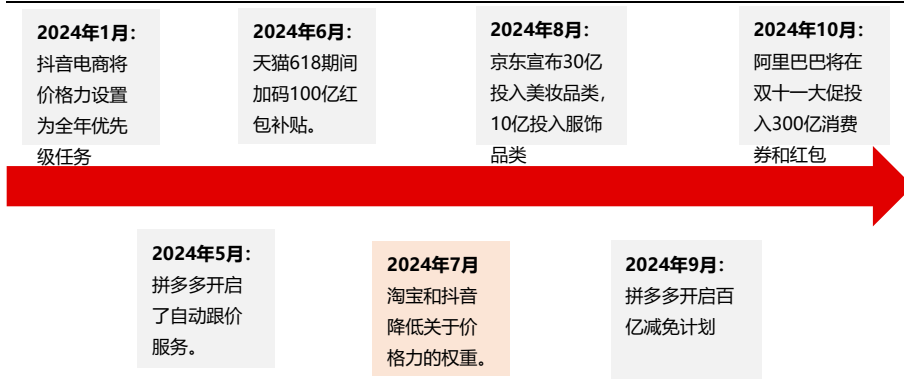 2024年1月：
抖音电商将
价格力设置
为全年优先
级任务
2024年6月：
天猫618期间
加码100亿红
包补贴。
2024年8月：
京东宣布30亿
投入美妆品类，
10亿投入服饰
品类
2024年10月：
阿里巴巴将在
双十一大促投
入300亿消费
券和红包
2024年5月：
拼多多开启
了自动跟价
服务。
2024年7月
淘宝和抖音
降低关于价
格力的权重。
2024年9月：
拼多多开启百
亿减免计划